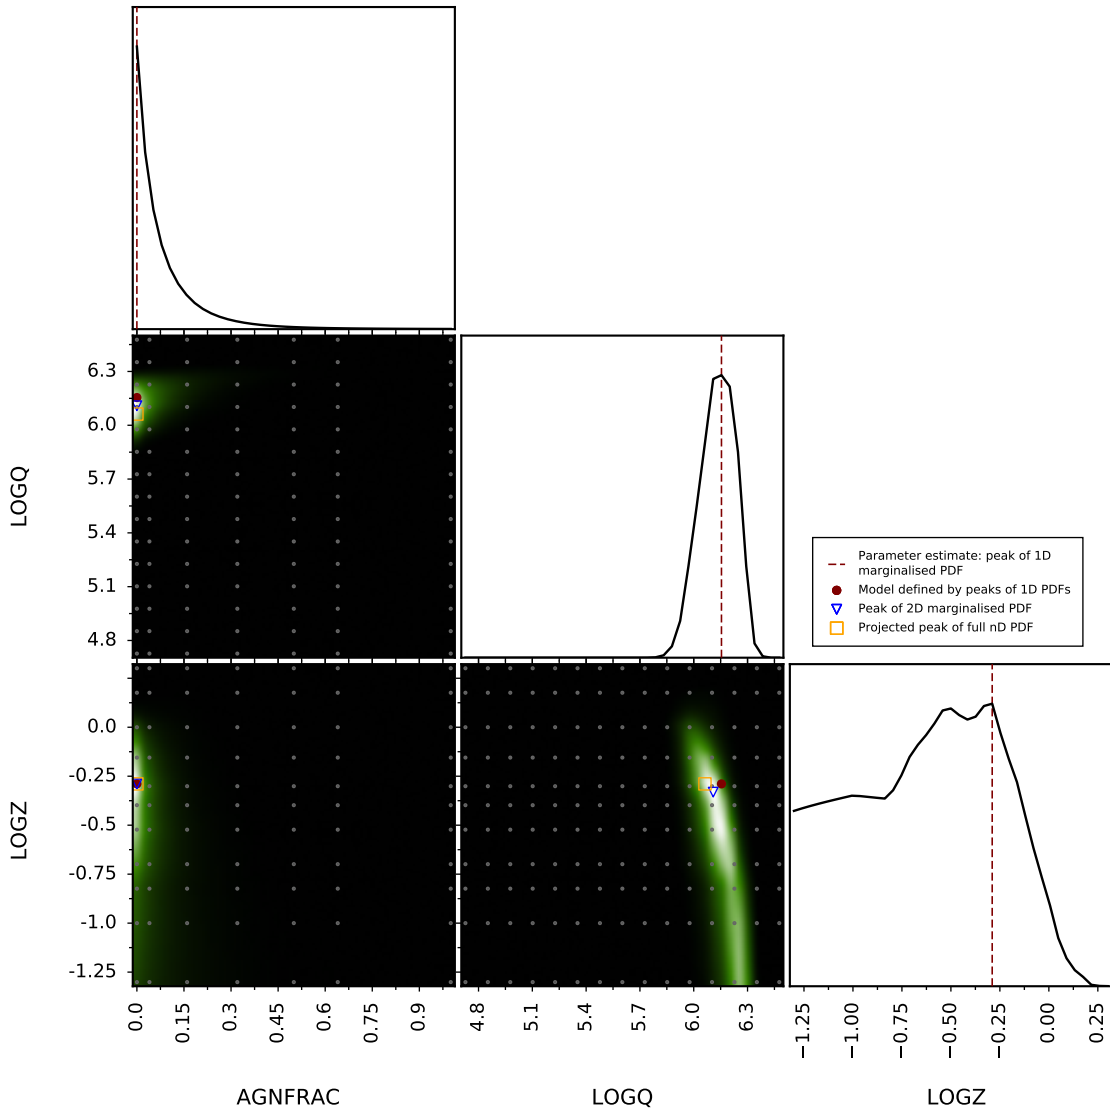 6.3
6.0
5.7
5.4
5.1
4.8
LOGQ
Parameter estimate: peak of 1D
marginalised PDF
Model defined by peaks of 1D PDFs
Peak of 2D marginalised PDF
Projected peak of full nD PDF
0.0
-0.25
-0.5
-0.75
-1.0
-1.25
LOGZ
0.0 0.15 0.3 0.45 0.6 0.75 0.9
4.8 5.1 5.4 5.7 6.0 6.3
−1.25 −1.00 −0.75 −0.50 −0.25 0.00 0.25
AGNFRAC LOGQ LOGZ